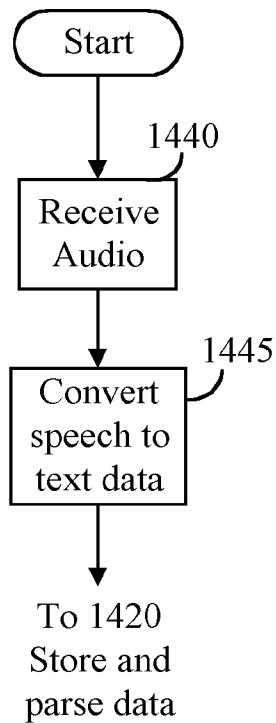 Start
1440
Receive
Audio
1445
Convert
speech to
text data
To 1420
Store and
parse data